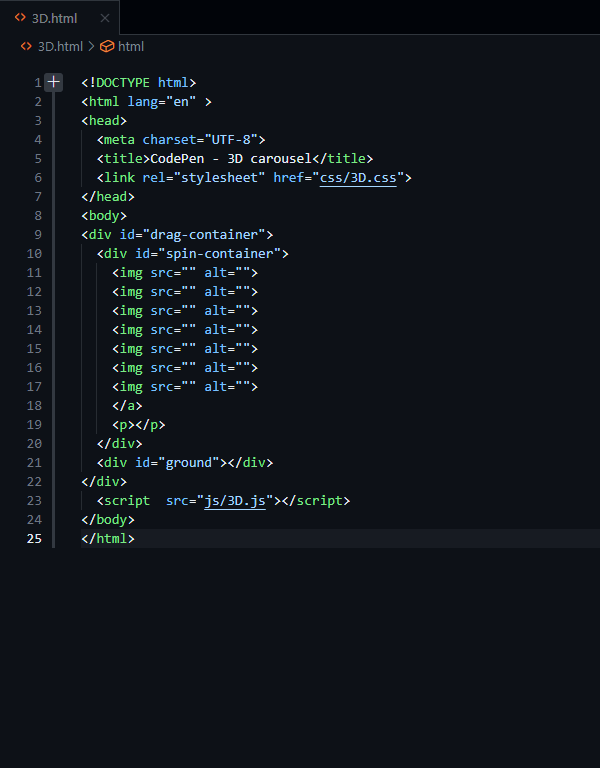 3D.html
3D.html html
1 <!DOCTYPE html>
2 <html lang="en" >
3 <head>
4   <meta charset="UTF-8">
5   <title>CodePen - 3D carousel</title>
6   <link rel="stylesheet" href="css/3D.css">
7 </head>
8 <body>
9 <div id="drag-container">
10   <div id="spin-container">
11     <img src="" alt="">
12     <img src="" alt="">
13     <img src="" alt="">
14     <img src="" alt="">
15     <img src="" alt="">
16     <img src="" alt="">
17     <img src="" alt="">
18     </a>
19     <p></p>
20   </div>
21   <div id="ground"></div>
22 </div>
23   <script  src="js/3D.js"></script>
24 </body>
25 </html>